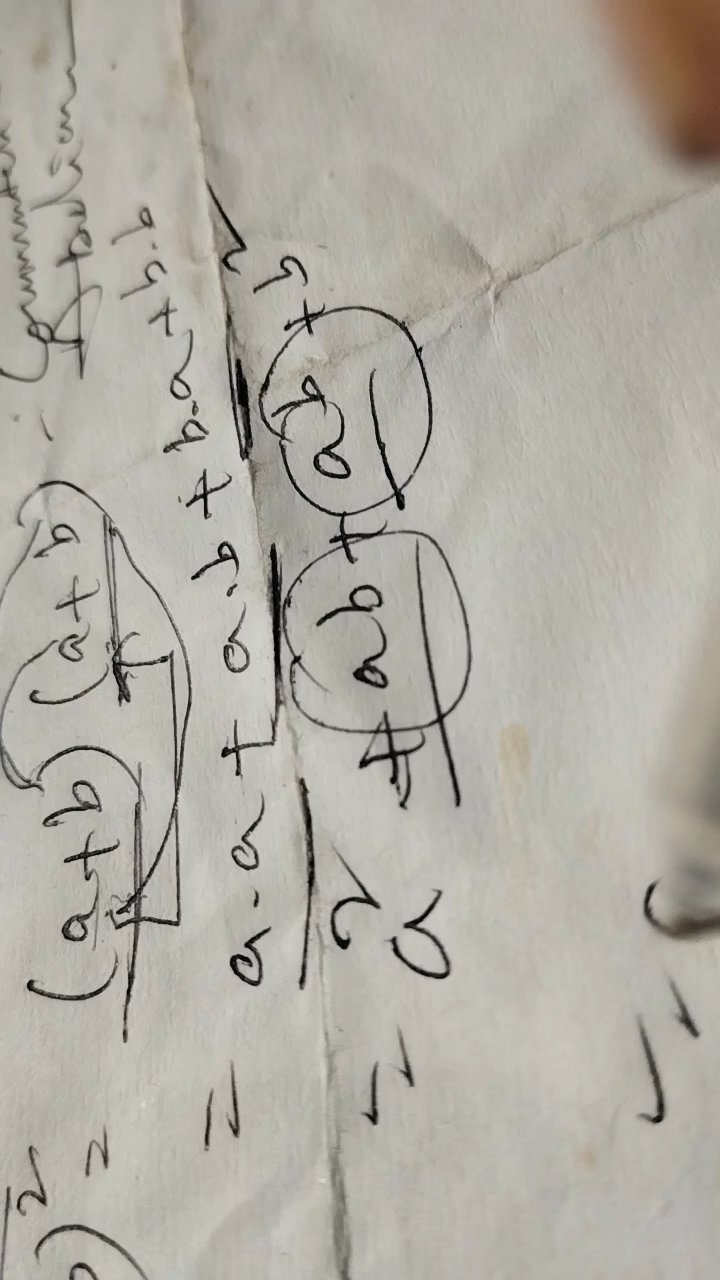 )² = (a+b) (a+b) -
= a·a + a·b + b·a + b·b
= a² + ab + ab + b²
=